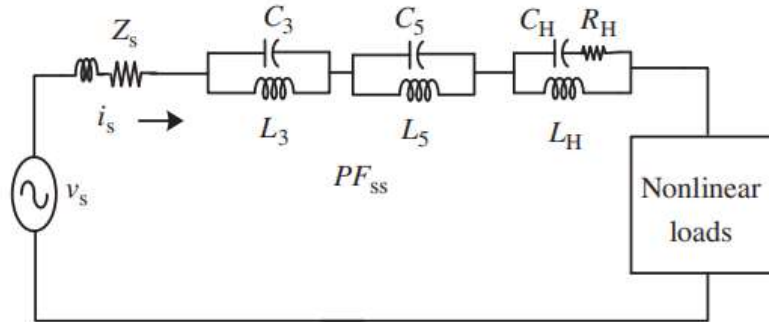 Z_s
C_3
C_5
C_H
R_H
i_s
L_3
L_5
L_H
v_s
PF_ss
Nonlinear
loads